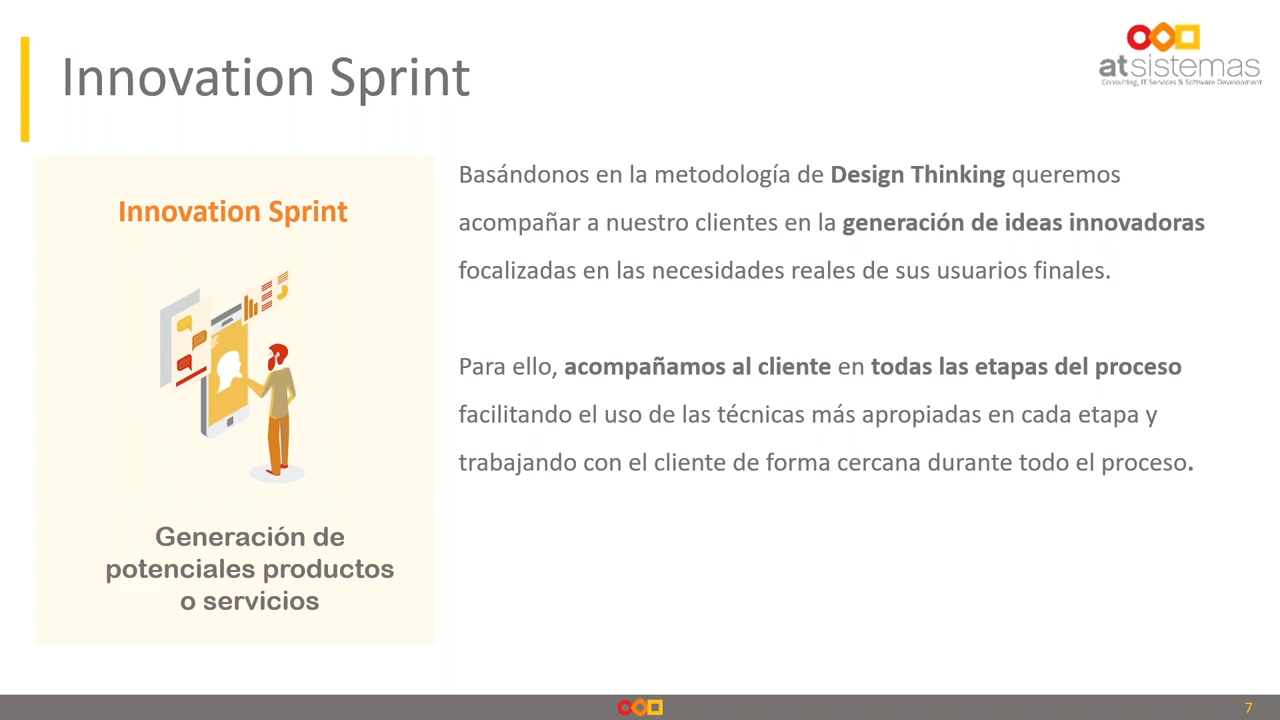 Innovation Sprint
atsistemas
Consulting, IT Services & Software Development
Innovation Sprint
Generación de
potenciales productos
o servicios
Basándonos en la metodología de Design Thinking queremos
acompañar a nuestro clientes en la generación de ideas innovadoras
focalizadas en las necesidades reales de sus usuarios finales.
Para ello, acompañamos al cliente en todas las etapas del proceso
facilitando el uso de las técnicas más apropiadas en cada etapa y
trabajando con el cliente de forma cercana durante todo el proceso.
7